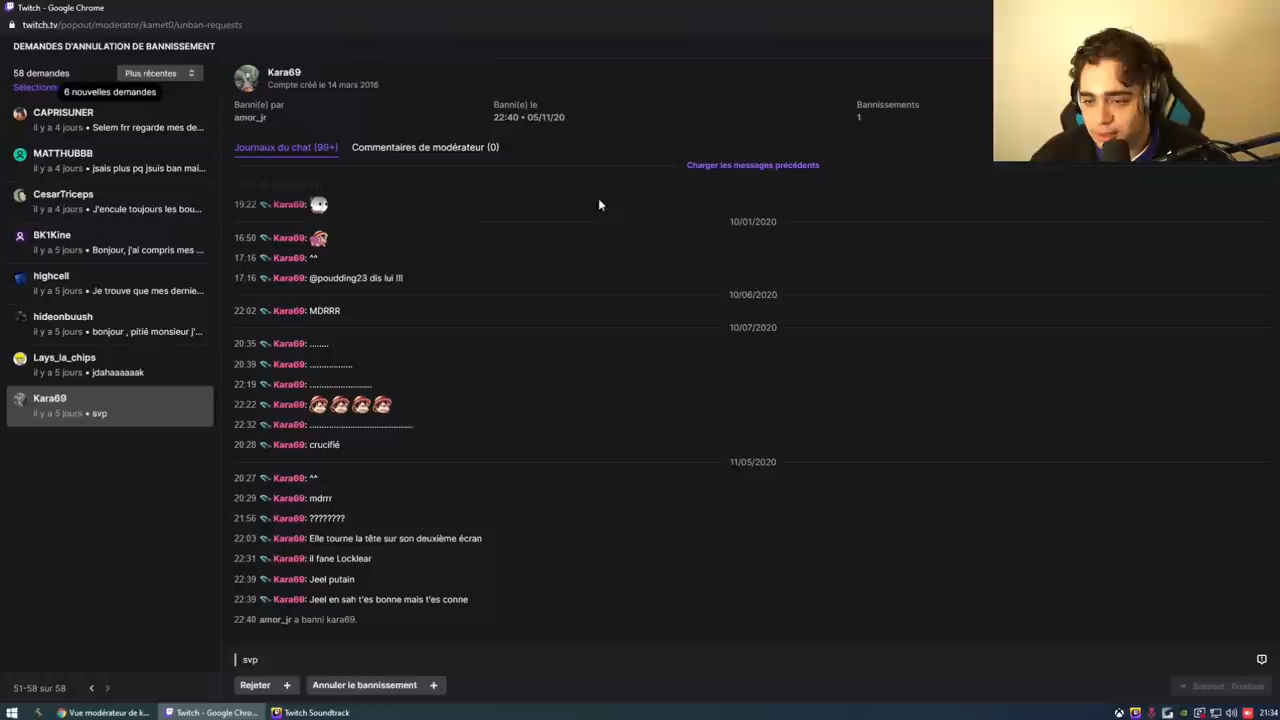 Twitch - Google Chrome
twitch.tv/popout/moderator/kamet0/unban-requests
DEMANDES D'ANNULATION DE BANNISSEMENT
58 demandes
Plus récentes
Sélectionn
6 nouvelles demandes
CAPRISUNER
il y a 4 jours • Selem frr regarde mes de...
MATTHUBBB
il y a 4 jours • jsais plus pq jsuis ban mai...
CesarTriceps
il y a 4 jours • J'encule toujours les bou...
BK1Kine
il y a 5 jours • Bonjour, j'ai compris mes ...
highcell
il y a 5 jours • Je trouve que mes dernie...
hideonbuush
il y a 5 jours • bonjour , pitié monsieur j'...
Lays_la_chips
il y a 5 jours • jdahaaaaaak
Kara69
il y a 5 jours • svp
51-58 sur 58
Kara69
Compte créé le 14 mars 2016
Banni(e) par
amor_jr
Banni(e) le
22:40 • 05/11/20
Bannissements
1
Journaux du chat (99+)
Commentaires de modérateur (0)
Charger les messages précédents
19:22 Kara69:
10/01/2020
16:50 Kara69:
17:16 Kara69: ^^
17:16 Kara69: @poudding23 dis lui !!!
10/06/2020
22:02 Kara69: MDRRR
10/07/2020
20:35 Kara69: ........
20:39 Kara69: ..................
22:19 Kara69: ..........................
22:22 Kara69:
22:32 Kara69: ...........................................
20:28 Kara69: crucifié
11/05/2020
20:27 Kara69: ^^
20:29 Kara69: mdrrr
21:56 Kara69: ????????
22:03 Kara69: Elle tourne la tête sur son deuxième écran
22:31 Kara69: il fane Locklear
22:39 Kara69: Jeel putain
22:39 Kara69: Jeel en sah t'es bonne mais t'es conne
22:40 amor_jr a banni kara69.
svp
Rejeter +
Annuler le bannissement +
Vue modérateur de k...
Twitch - Google Chro...
Twitch Soundtrack
21:34